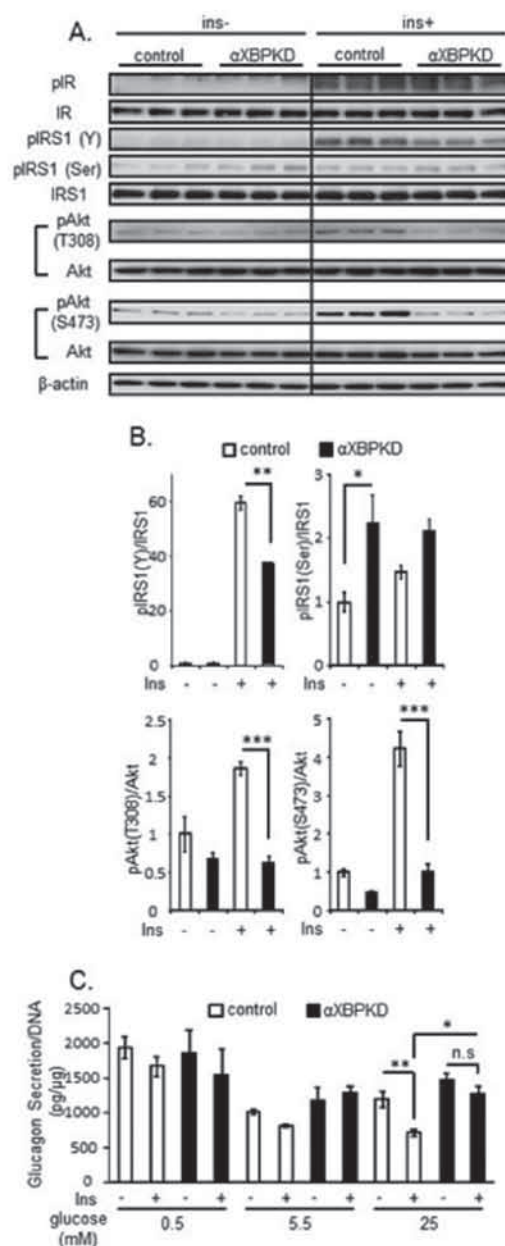 A.
ins- ins+
control αXBPKD control αXBPKD
pIR
IR
pIRS1 (Y)
pIRS1 (Ser)
IRS1
pAkt
(T308)
Akt
pAkt
(S473)
Akt
β-actin
B.
control αXBPKD
pIRS1(Y)/IRS1
60
40
20
0
**
Ins - - + +
pIRS1(Ser)/IRS1
3
2
1
0
*
Ins - - + +
pAkt(T308)/Akt
2.5
2
1.5
1
0.5
0
***
Ins - - + +
pAkt(S473)/Akt
5
4
3
2
1
0
***
Ins - - + +
C.
control αXBPKD
Glucagon Secretion/DNA
(pg/μg)
2500
2000
1500
1000
500
0
*
** n.s
Ins - + - + - + - + - + - +
glucose 0.5 5.5 25
(mM)